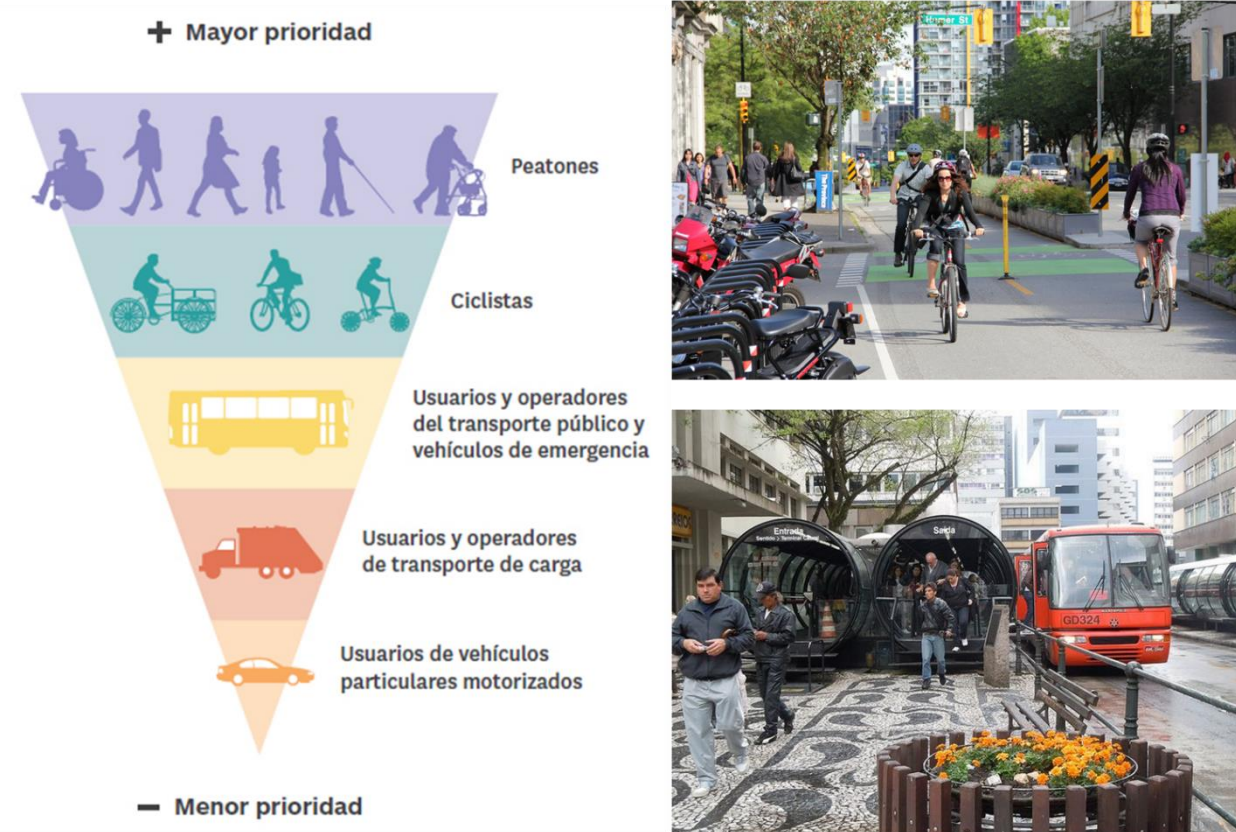 + Mayor prioridad
Peatones
Ciclistas
Usuarios y operadores
del transporte público y
vehículos de emergencia
Usuarios y operadores
de transporte de carga
Usuarios de vehículos
particulares motorizados
− Menor prioridad
Homer St
Entrada
Saída
GD324